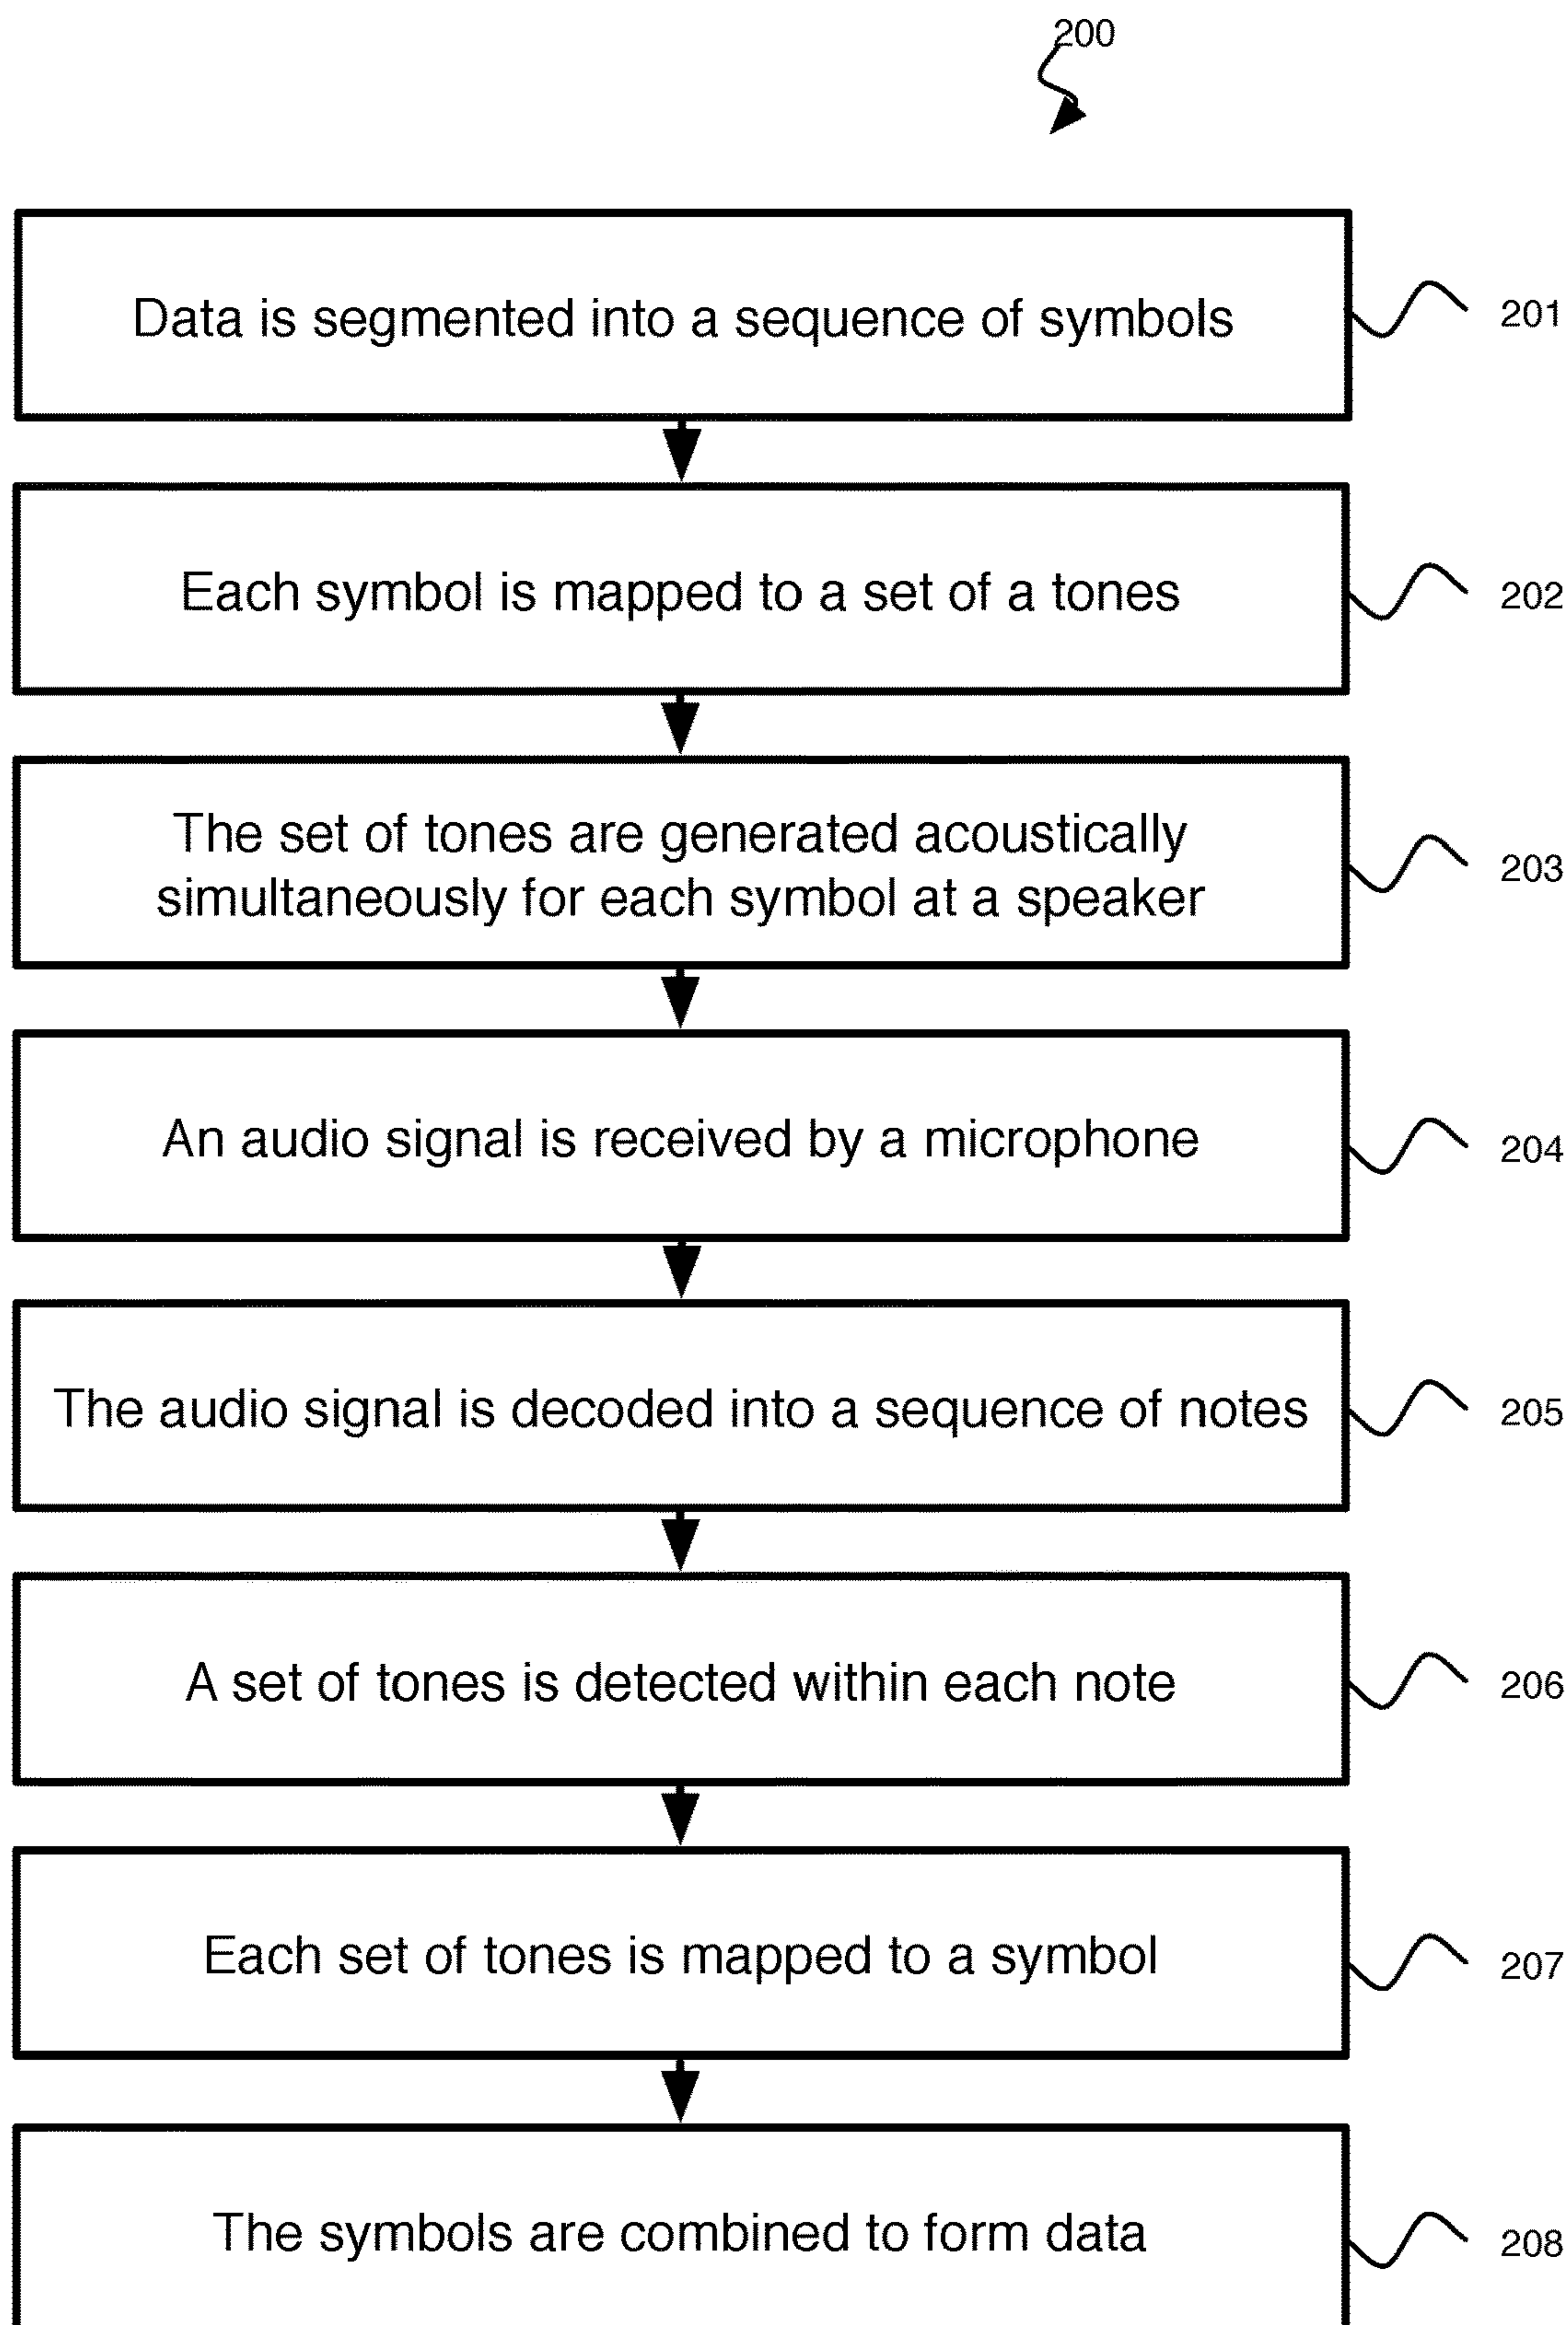 200
Data is segmented into a sequence of symbols
201
Each symbol is mapped to a set of a tones
202
The set of tones are generated acoustically
simultaneously for each symbol at a speaker
203
An audio signal is received by a microphone
204
The audio signal is decoded into a sequence of notes
205
A set of tones is detected within each note
206
Each set of tones is mapped to a symbol
207
The symbols are combined to form data
208